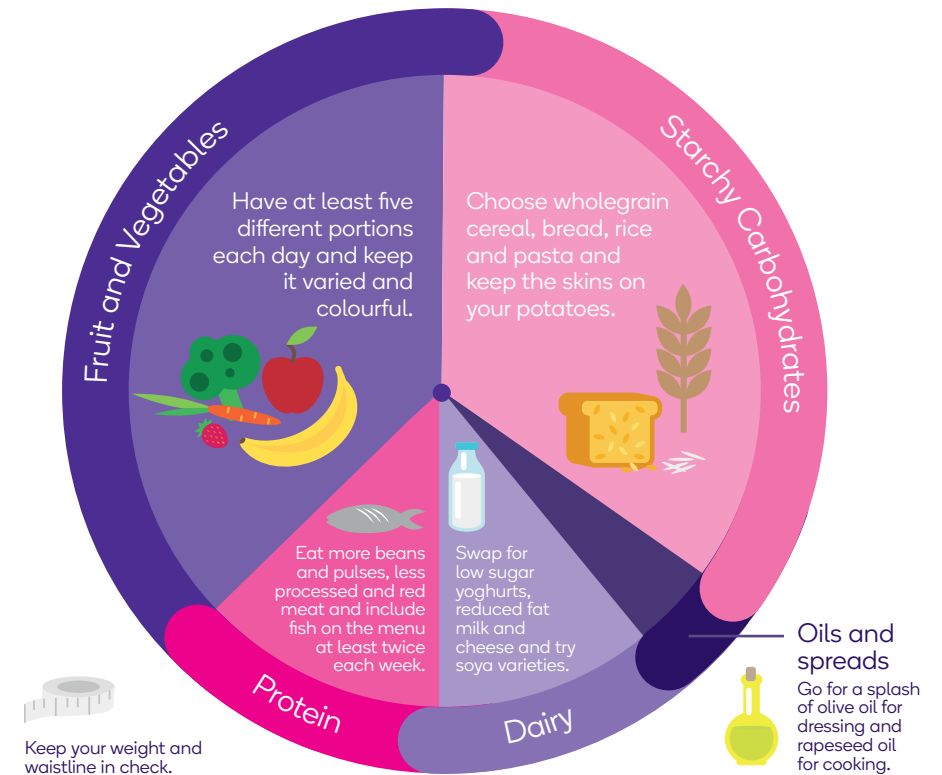 Fruit and Vegetables
Have at least five
different portions
each day and keep
it varied and
colourful.
Starchy Carbohydrates
Choose wholegrain
cereal, bread, rice
and pasta and
keep the skins on
your potatoes.
Eat more beans
and pulses, less
processed and red
meat and include
fish on the menu
at least twice
each week.
Protein
Swap for
low sugar
yoghurts,
reduced fat
milk and
cheese and try
soya varieties.
Dairy
Oils and
spreads
Go for a splash
of olive oil for
dressing and
rapeseed oil
for cooking.
Keep your weight and
waistline in check.